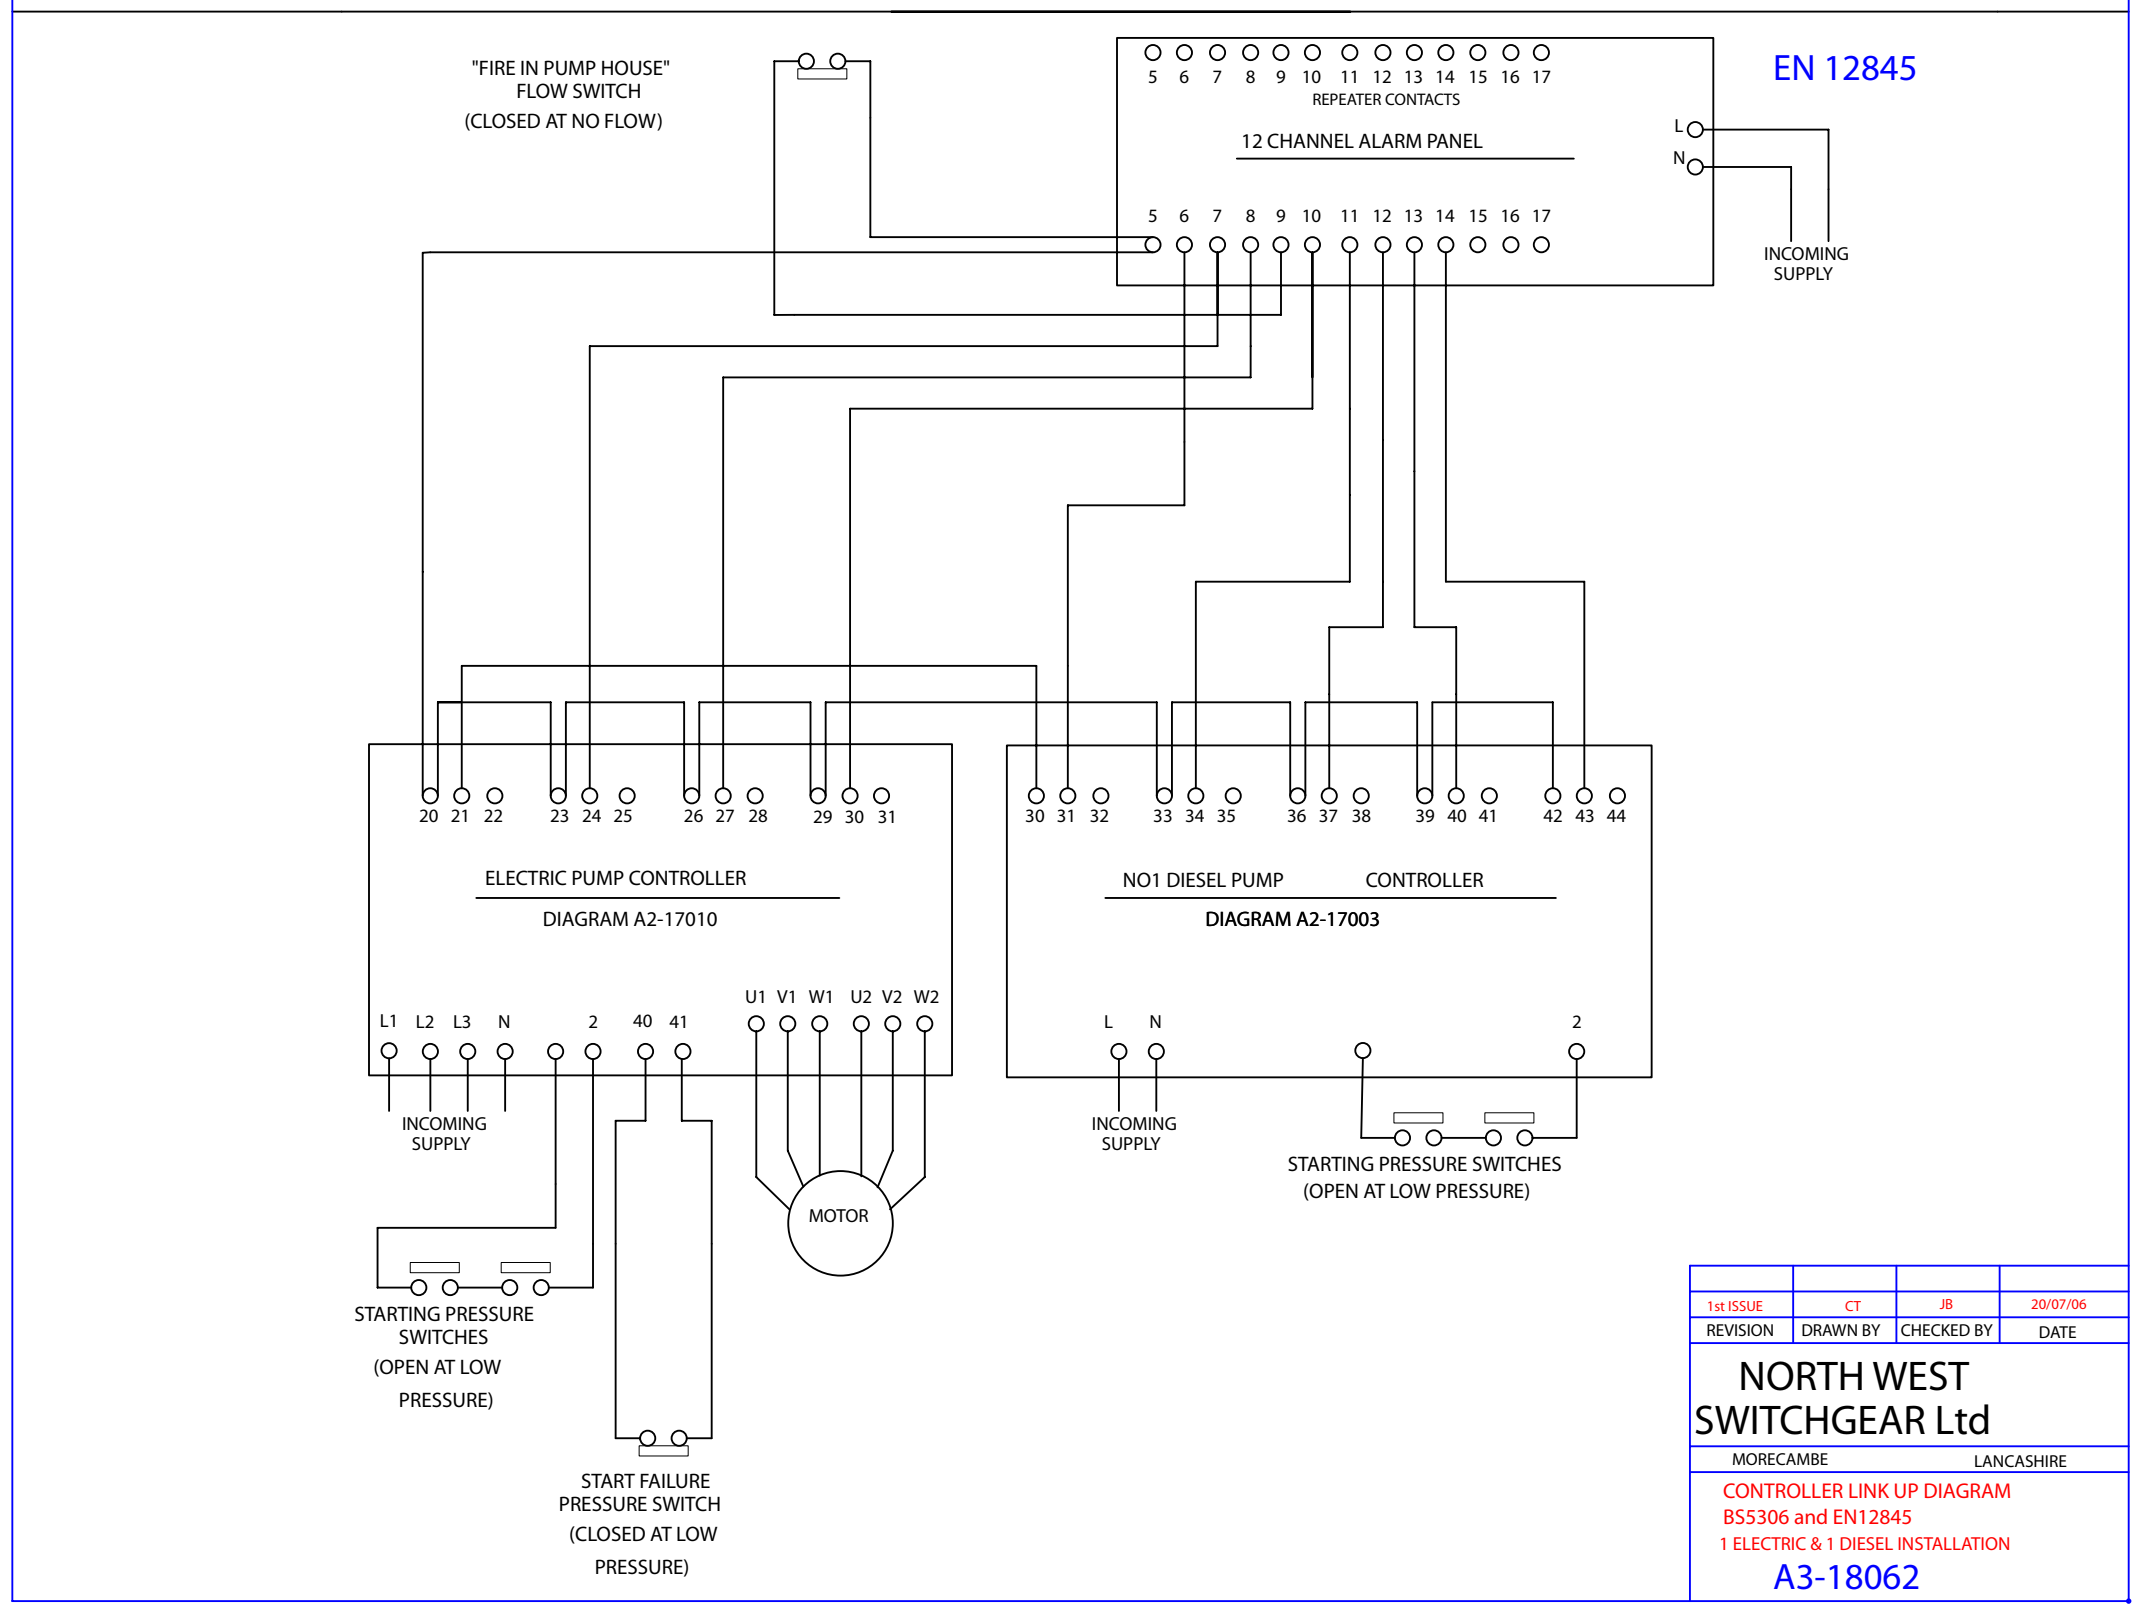 "FIRE IN PUMP HOUSE"
FLOW SWITCH
(CLOSED AT NO FLOW)
5 6 7 8 9 10 11 12 13 14 15 16 17
REPEATER CONTACTS
12 CHANNEL ALARM PANEL
5 6 7 8 9 10 11 12 13 14 15 16 17
L
N
INCOMING
SUPPLY
EN 12845
20 21 22 23 24 25 26 27 28 29 30 31
ELECTRIC PUMP CONTROLLER
DIAGRAM A2-17010
U1 V1 W1 U2 V2 W2
L1 L2 L3 N 2 40 41
INCOMING
SUPPLY
MOTOR
STARTING PRESSURE
SWITCHES
(OPEN AT LOW
PRESSURE)
START FAILURE
PRESSURE SWITCH
(CLOSED AT LOW
PRESSURE)
30 31 32 33 34 35 36 37 38 39 40 41 42 43 44
NO1 DIESEL PUMP CONTROLLER
DIAGRAM A2-17003
L N 2
INCOMING
SUPPLY
STARTING PRESSURE SWITCHES
(OPEN AT LOW PRESSURE)
1st ISSUE CT JB 20/07/06
REVISION DRAWN BY CHECKED BY DATE
NORTH WEST
SWITCHGEAR Ltd
MORECAMBE LANCASHIRE
CONTROLLER LINK UP DIAGRAM
BS5306 and EN12845
1 ELECTRIC & 1 DIESEL INSTALLATION
A3-18062